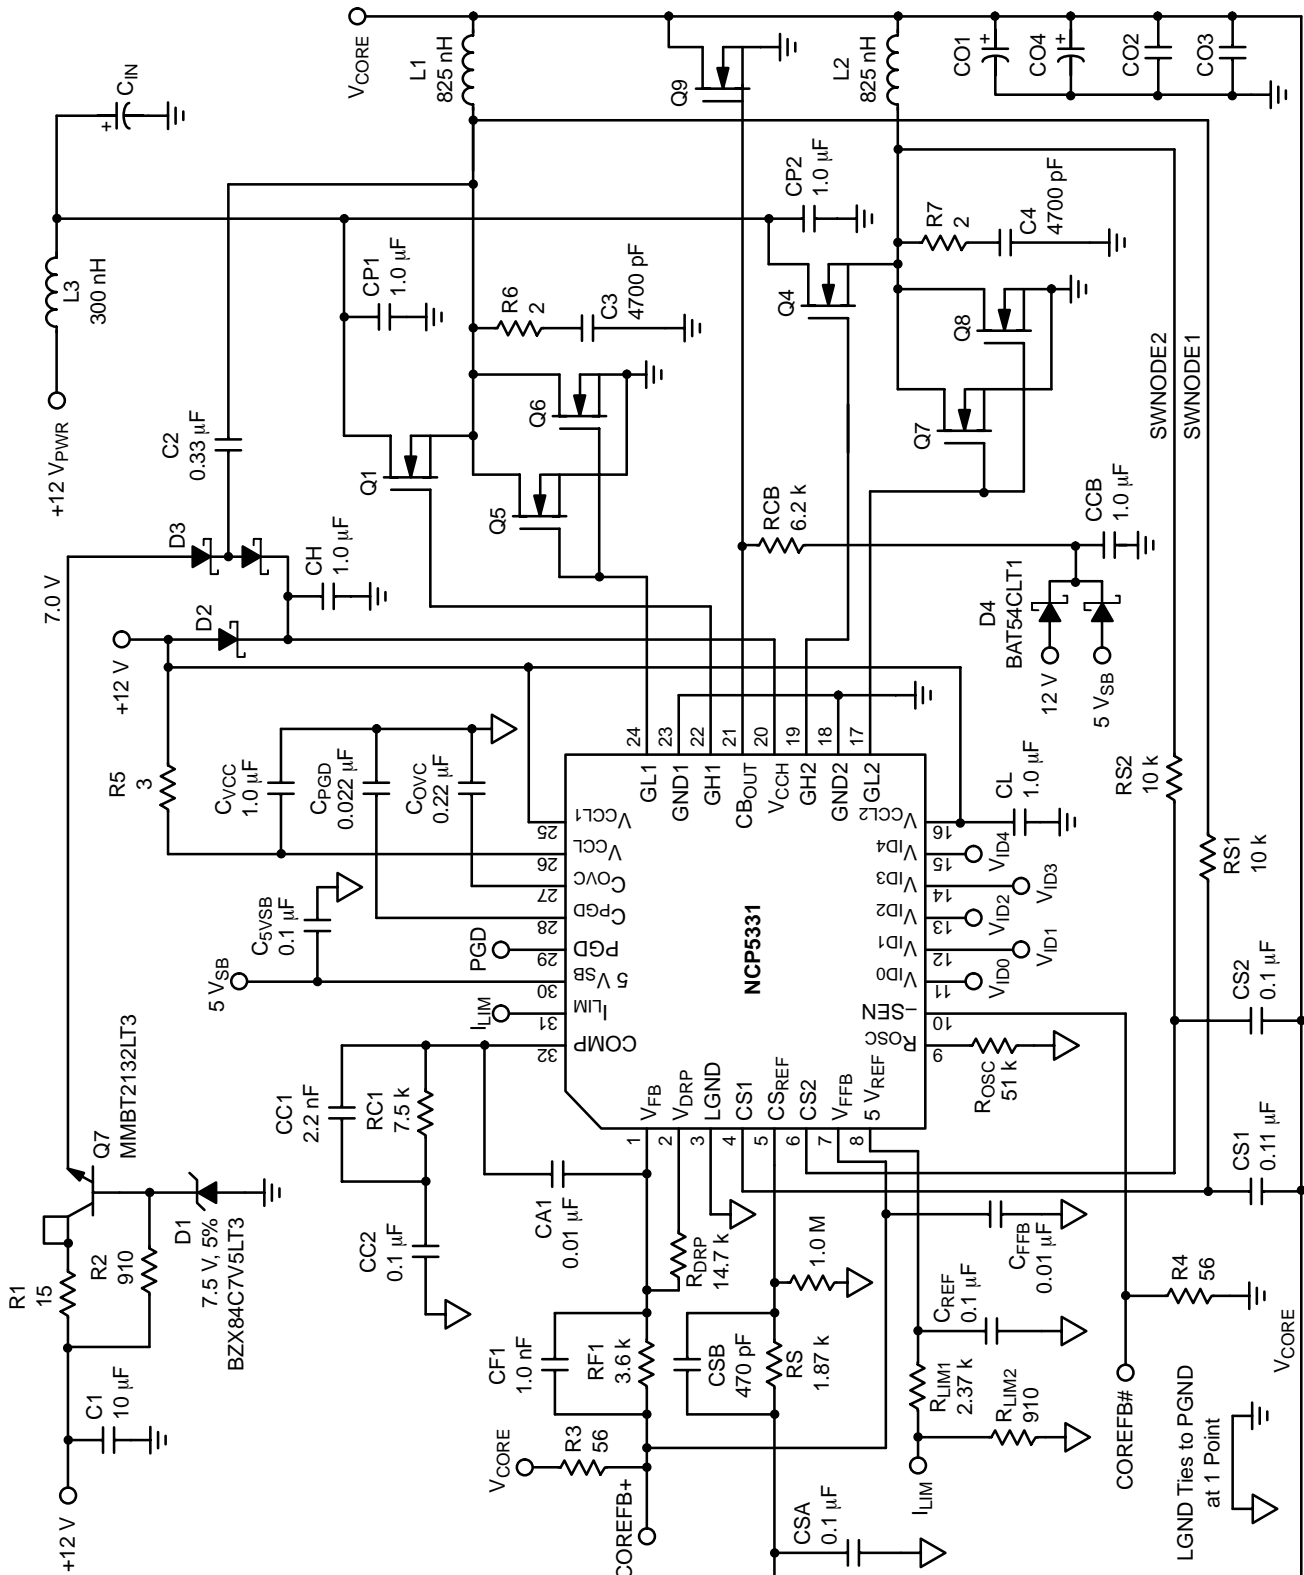 +12 V
C1
10 µF
R1
15
R2
910
D1
7.5 V, 5%
BZX84C7V5LT3
Q7
MMBT2132LT3
7.0 V
+12 V
D2
D3
C2
0.33 µF
CH
1.0 µF
+12 VPWR
L3
300 nH
CIN
VCORE
L1
825 nH
Q9
L2
825 nH
CO1
CO4
CO2
CO3
CP1
1.0 µF
Q1
Q5
Q6
R6
2
C3
4700 pF
CP2
1.0 µF
Q4
Q7
Q8
R7
2
C4
4700 pF
RCB
6.2 k
CCB
1.0 µF
D4
BAT54CLT1
12 V
5 VSB
SWNODE2
SWNODE1
RS2
10 k
RS1
10 k
R5
3
CVCC
1.0 µF
CPGD
0.022 µF
COVC
0.22 µF
C5VSB
0.1 µF
5 VSB
PGD
ILIM
CC1
2.2 nF
RC1
7.5 k
CC2
0.1 µF
CA1
0.01 µF
NCP5331
24 GL1
23 GND1
22 GH1
21 CBOUT
20 VCCH
19 GH2
18 GND2
17 GL2
25 VCCL1
26 VCCL
27 COVC
28 CPGD
29 PGD
30 5 VSB
31 ILIM
32 COMP
1 VFB
2 VDRP
3 LGND
4 CS1
5 CSREF
6 CS2
7 VFFB
8 5 VREF
9 ROSC
10 –SEN
11 VID0
12 VID1
13 VID2
14 VID3
15 VID4
16 VCCL2
VID0
VID1
VID2
VID3
VID4
CL
1.0 µF
ROSC
51 k
CS2
0.1 µF
CS1
0.11 µF
RDRP
14.7 k
1.0 M
CFFB
0.01 µF
CREF
0.1 µF
CF1
1.0 nF
RF1
3.6 k
CSB
470 pF
RS
1.87 k
RLIM1
2.37 k
RLIM2
910
ILIM
R4
56
COREFB#
VCORE
VCORE
R3
56
COREFB+
CSA
0.1 µF
LGND Ties to PGND
at 1 Point